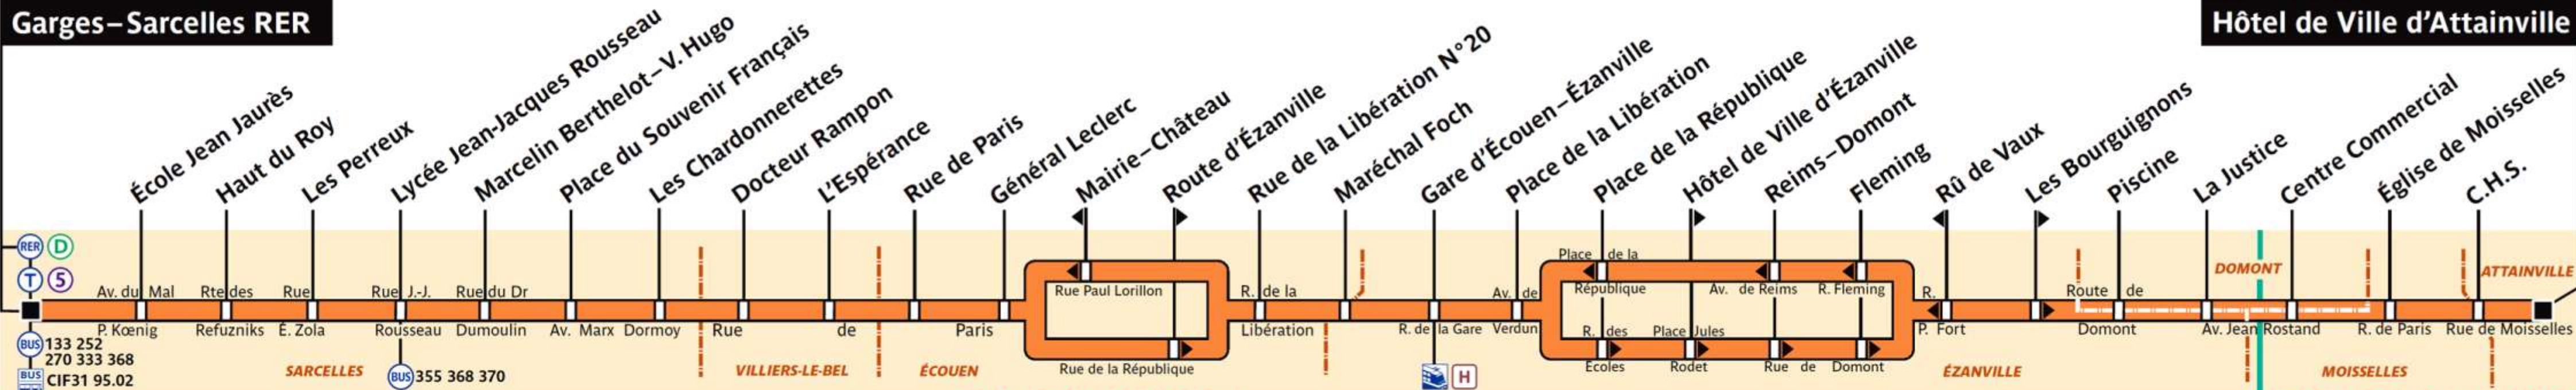 Garges–Sarcelles RER
Hôtel de Ville d'Attainville
École Jean Jaurès
Haut du Roy
Les Perreux
Lycée Jean-Jacques Rousseau
Marcelin Berthelot–V. Hugo
Place du Souvenir Français
Les Chardonnerettes
Docteur Rampon
L'Espérance
Rue de Paris
Général Leclerc
Mairie–Château
Route d'Ézanville
Rue de la Libération N°20
Maréchal Foch
Gare d'Écouen–Ézanville
Place de la Libération
Place de la République
Hôtel de Ville d'Ézanville
Reims–Domont
Fleming
Rû de Vaux
Les Bourguignons
Piscine
La Justice
Centre Commercial
Église de Moisselles
C.H.S.
RER D
T 5
Av. du Mal
P. Kœnig
Rte des
Refuzniks
Rue
É. Zola
Rue J.-J.
Rousseau
Rue du Dr
Dumoulin
Av. Marx Dormoy
Rue de Paris
Rue Paul Lorillon
Rue de la République
R. de la
Libération
R. de la Gare
Av. de
Verdun
Place de la
République
Av. de Reims
R. Fleming
R. des
Ecoles
Place Jules
Rodet
Rue de Domont
R.
P. Fort
Route de
Domont
Av. Jean Rostand
R. de Paris
Rue de Moisselles
BUS 133 252
270 333 368
BUS CIF31 95.02
SARCELLES
BUS 355 368 370
VILLIERS-LE-BEL
ÉCOUEN
H
ÉZANVILLE
DOMONT
MOISSELLES
ATTAINVILLE